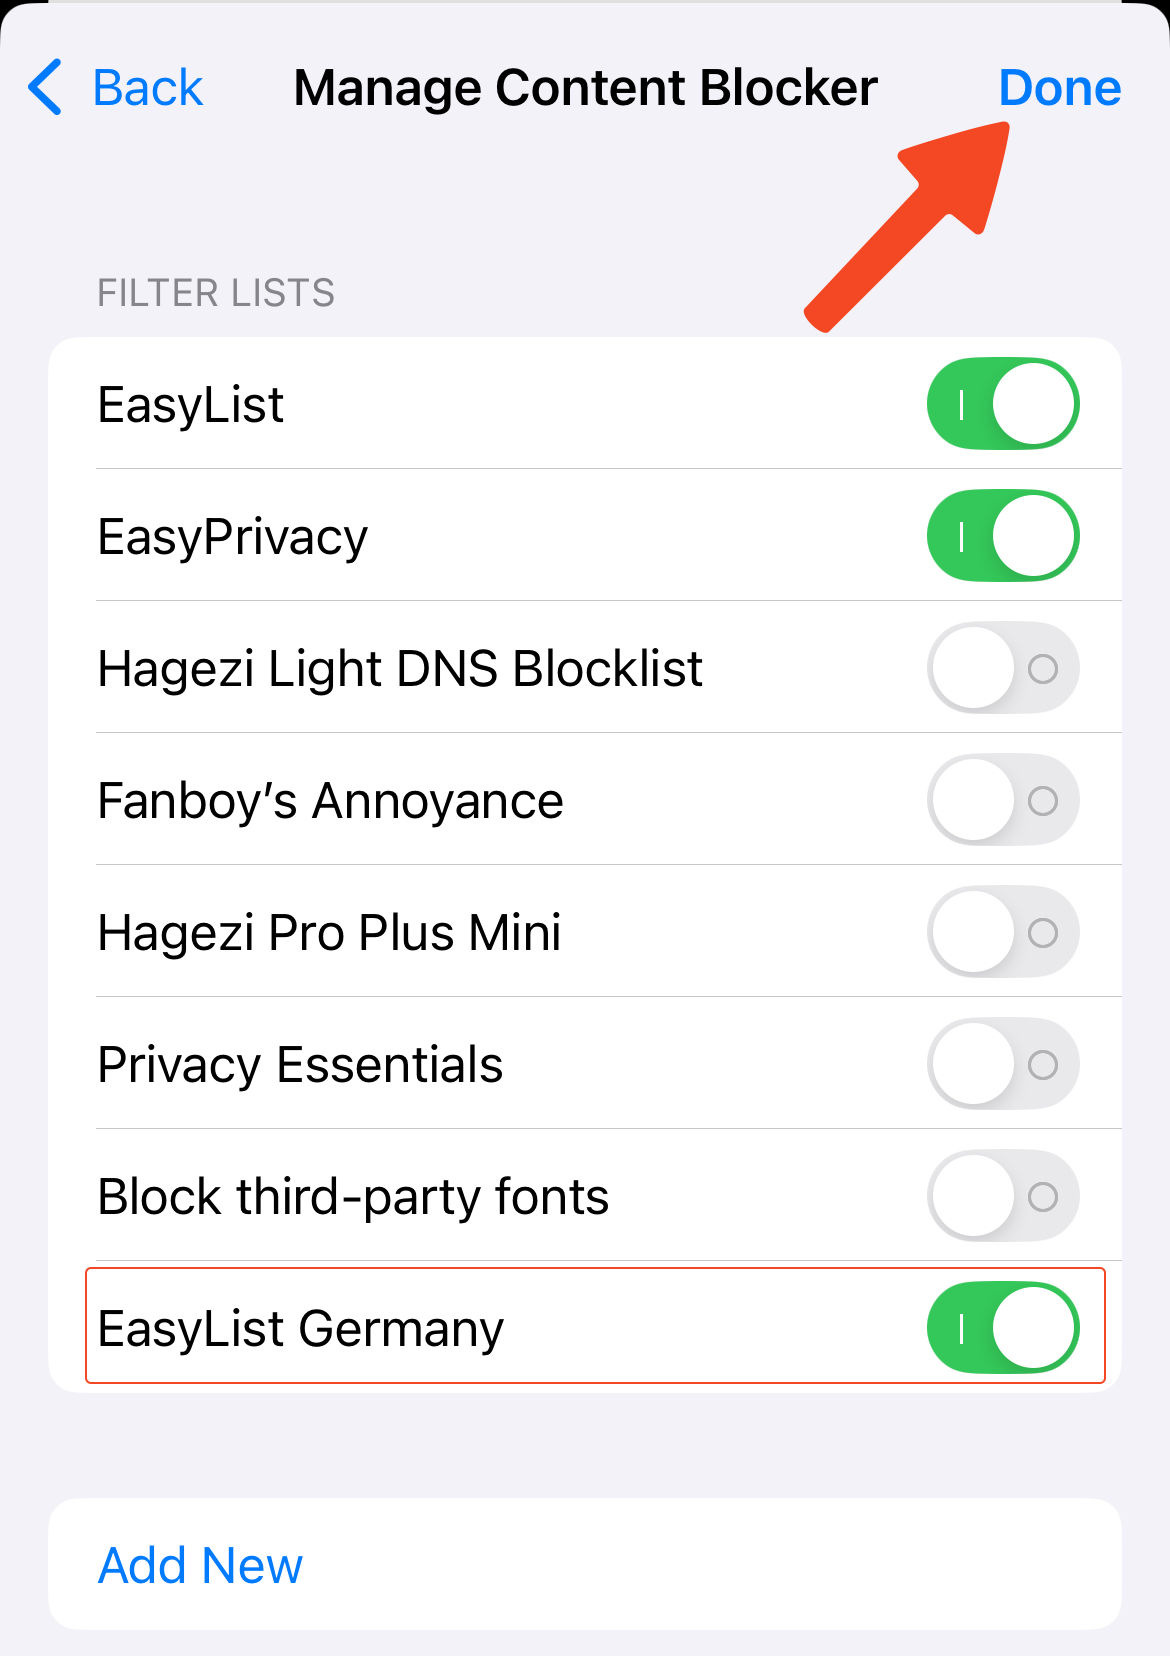 Back
Manage Content Blocker
Done
FILTER LISTS
EasyList
EasyPrivacy
Hagezi Light DNS Blocklist
Fanboy’s Annoyance
Hagezi Pro Plus Mini
Privacy Essentials
Block third-party fonts
EasyList Germany
Add New